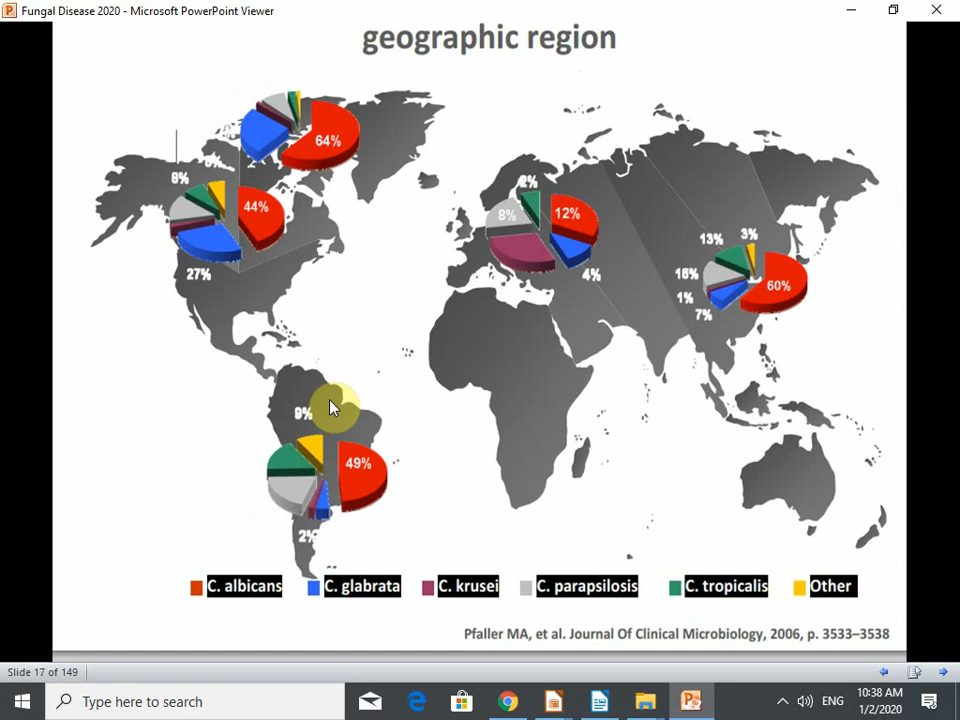 Fungal Disease 2020 - Microsoft PowerPoint Viewer
geographic region
64%
8%
44%
27%
2%
8%
12%
4%
13%
3%
16%
60%
1%
7%
9%
49%
2%
C. albicans
C. glabrata
C. krusei
C. parapsilosis
C. tropicalis
Other
Pfaller MA, et al. Journal Of Clinical Microbiology, 2006, p. 3533–3538
Slide 17 of 149
Type here to search
ENG
10:38 AM
1/2/2020